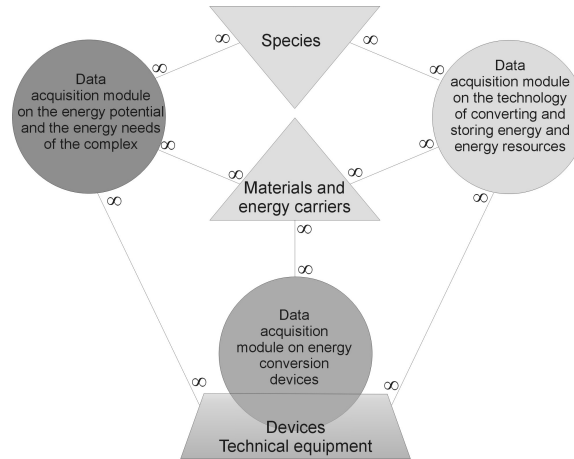 ∞
∞
Species
∞
∞
Data
acquisition module
on the energy potential
and the energy needs
of the complex
Data
acquisition module
on the technology
of converting and
storing energy and
energy resources
∞
∞
∞
∞
Materials and
energy carriers
∞
∞
∞
∞
Data
acquisition
module on energy
conversion
devices
∞
∞
Devices
Technical equipment